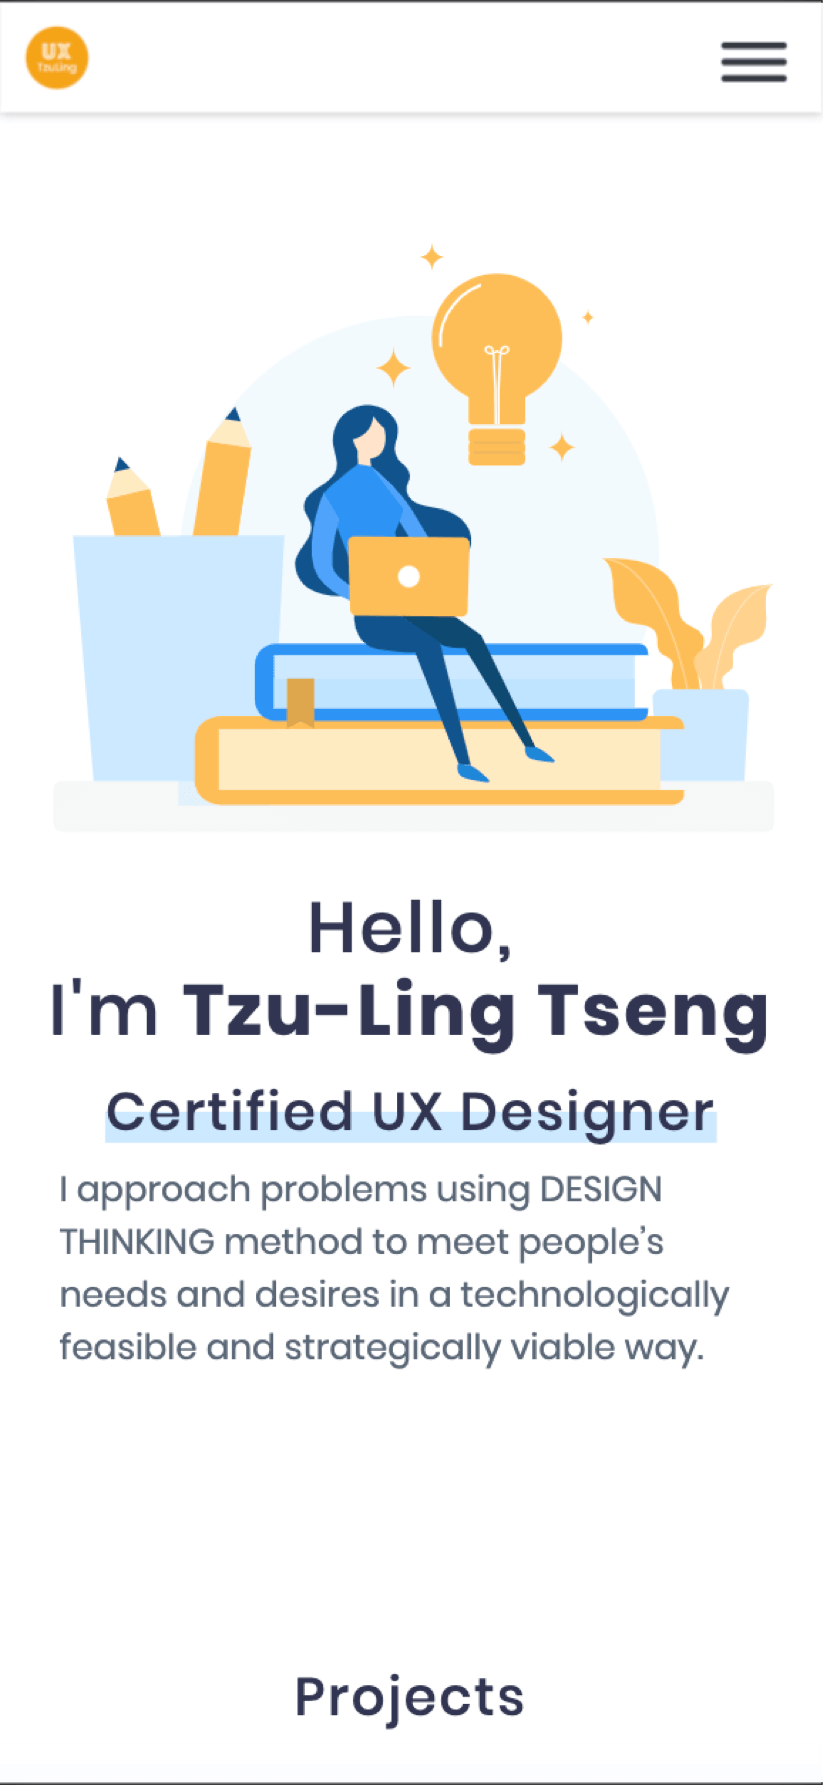 UX
TzuLing
Hello,
I'm Tzu-Ling Tseng
Certified UX Designer
I approach problems using DESIGN
THINKING method to meet people’s
needs and desires in a technologically
feasible and strategically viable way.
Projects